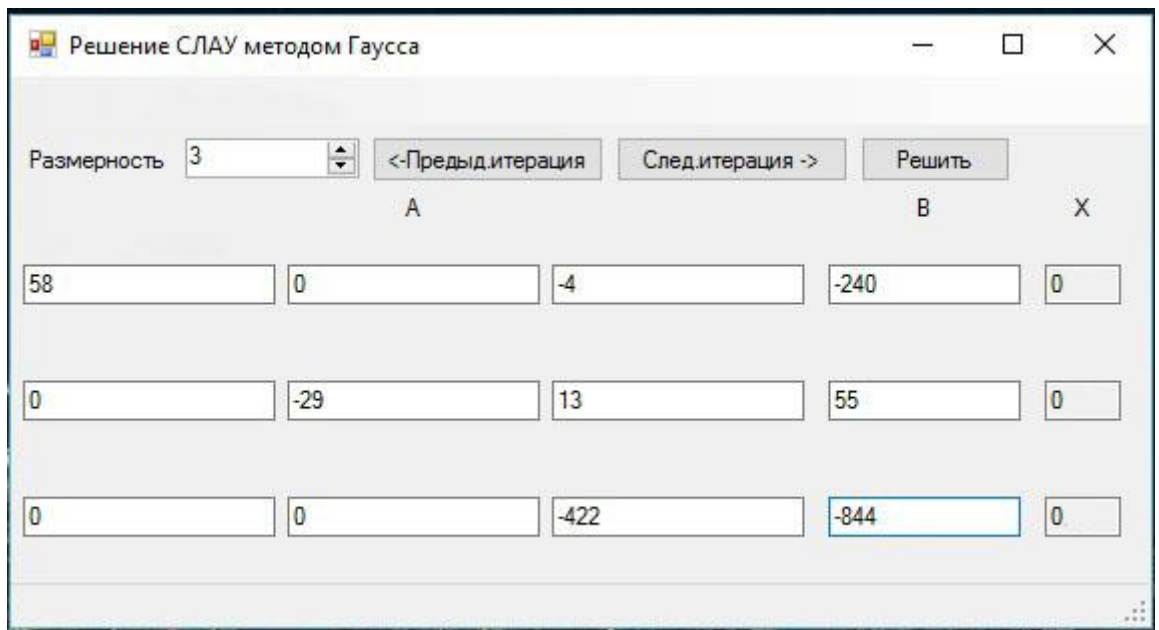 Решение СЛАУ методом Гаусса
Размерность 3 <-Предыд.итерация След.итерация -> Решить
A B X
58 0 -4 -240 0
0 -29 13 55 0
0 0 -422 -844 0